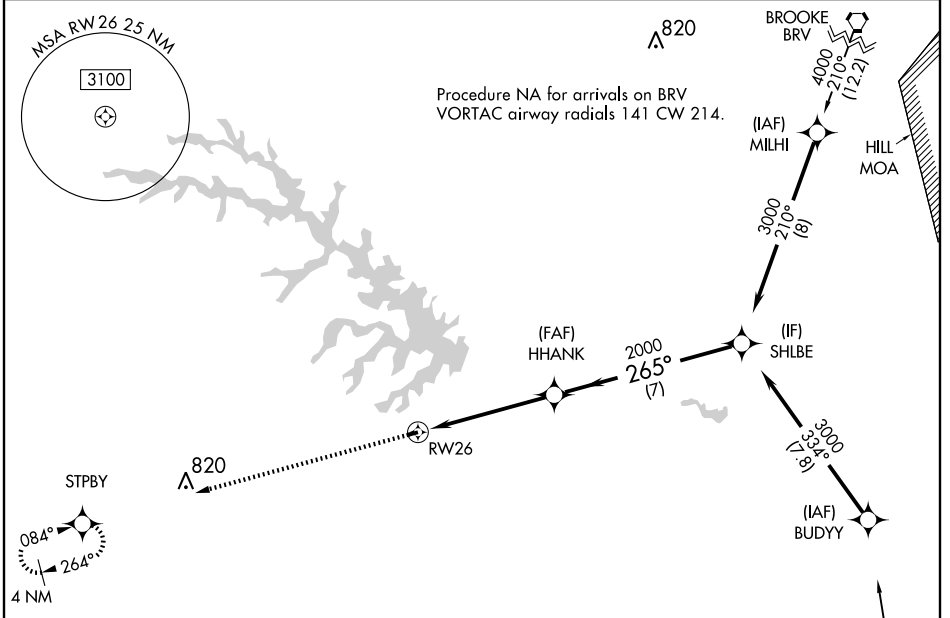 MSA RW26 25 NM
3100
820
BROOKE
BRV
4000
210°
(12.2)
Procedure NA for arrivals on BRV
VORTAC airway radials 141 CW 214.
(IAF)
MILHI
HILL
MOA
3000
210°
(8)
(FAF)
HHANK
2000
265°
(7)
(IF)
SHLBE
RW26
3000
334°
(7.8)
820
STPBY
(IAF)
BUDYY
084°
264°
4 NM